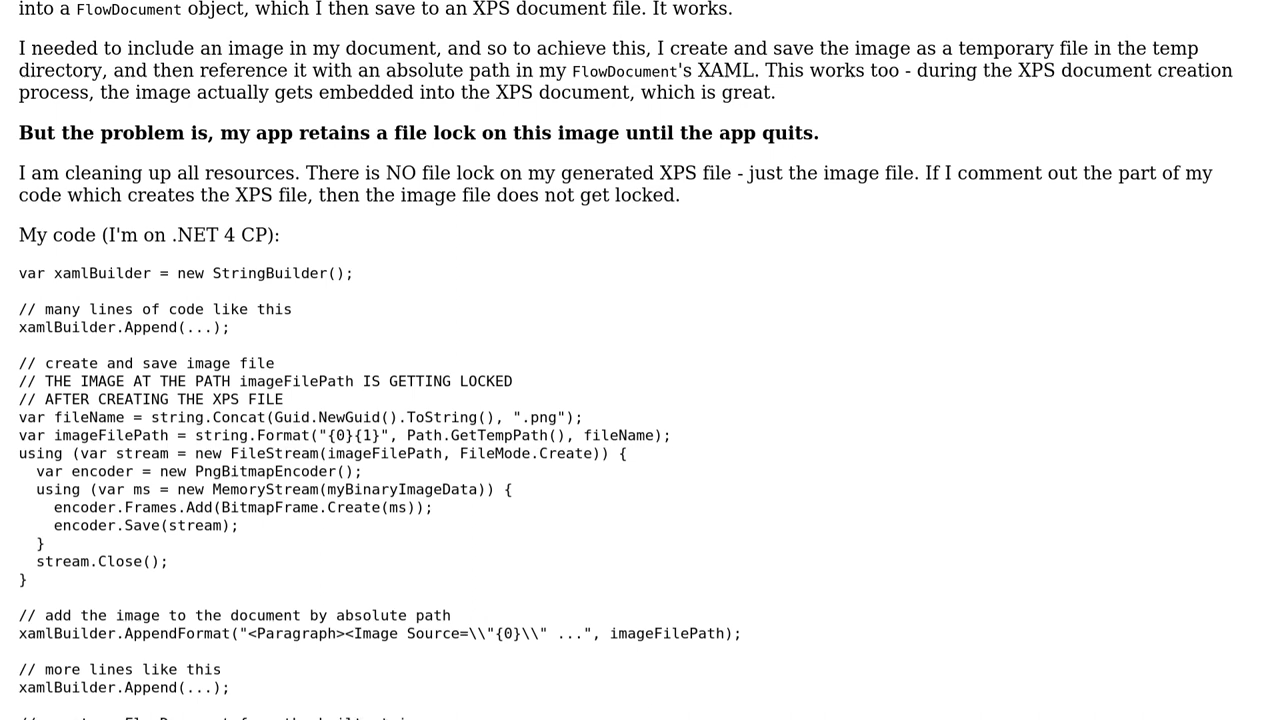 into a FlowDocument object, which I then save to an XPS document file. It works.
I needed to include an image in my document, and so to achieve this, I create and save the image as a temporary file in the temp
directory, and then reference it with an absolute path in my FlowDocument's XAML. This works too - during the XPS document creation
process, the image actually gets embedded into the XPS document, which is great.
But the problem is, my app retains a file lock on this image until the app quits.
I am cleaning up all resources. There is NO file lock on my generated XPS file - just the image file. If I comment out the part of my
code which creates the XPS file, then the image file does not get locked.
My code (I'm on .NET 4 CP):
var xamlBuilder = new StringBuilder();
// many lines of code like this
xamlBuilder.Append(...);
// create and save image file
// THE IMAGE AT THE PATH imageFilePath IS GETTING LOCKED
// AFTER CREATING THE XPS FILE
var fileName = string.Concat(Guid.NewGuid().ToString(), ".png");
var imageFilePath = string.Format("{0}{1}", Path.GetTempPath(), fileName);
using (var stream = new FileStream(imageFilePath, FileMode.Create)) {
  var encoder = new PngBitmapEncoder();
  using (var ms = new MemoryStream(myBinaryImageData)) {
    encoder.Frames.Add(BitmapFrame.Create(ms));
    encoder.Save(stream);
  }
  stream.Close();
}
// add the image to the document by absolute path
xamlBuilder.AppendFormat("<Paragraph><Image Source=\\"{0}\\" ...", imageFilePath);
// more lines like this
xamlBuilder.Append(...);